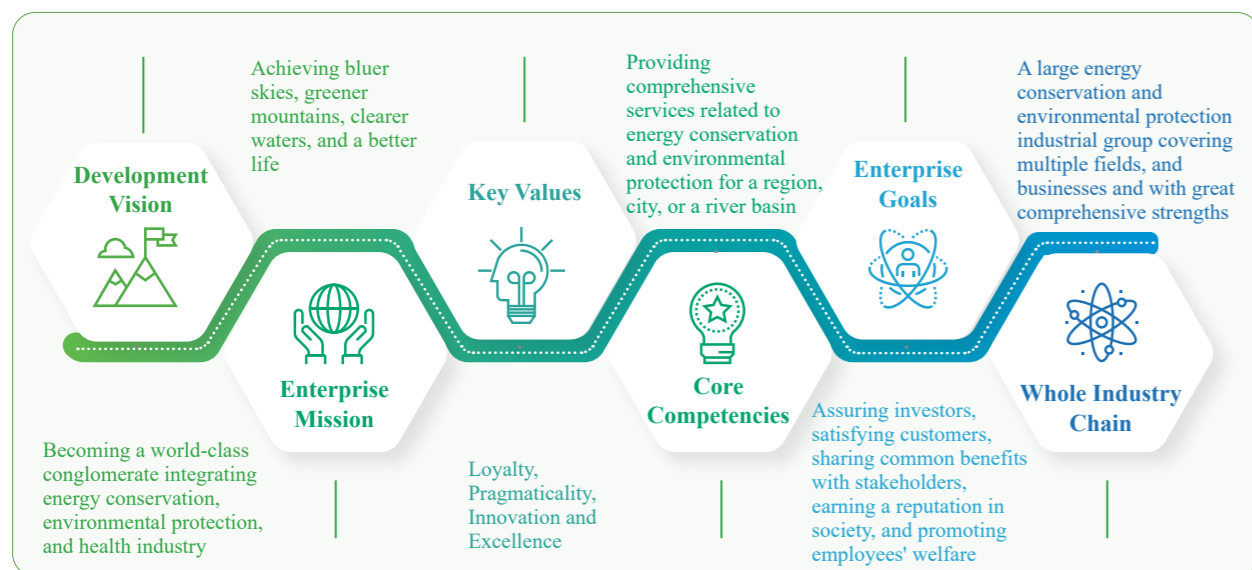 Development
Vision
Becoming a world-class
conglomerate integrating
energy conservation,
environmental protection,
and health industry
Achieving bluer
skies, greener
mountains, clearer
waters, and a better
life
Enterprise
Mission
Key Values
Loyalty,
Pragmaticality,
Innovation and
Excellence
Providing
comprehensive
services related to
energy conservation
and environmental
protection for a region,
city, or a river basin
Core
Competencies
Enterprise
Goals
Assuring investors,
satisfying customers,
sharing common benefits
with stakeholders,
earning a reputation in
society, and promoting
employees' welfare
A large energy
conservation and
environmental protection
industrial group covering
multiple fields, and
businesses and with great
comprehensive strengths
Whole Industry
Chain